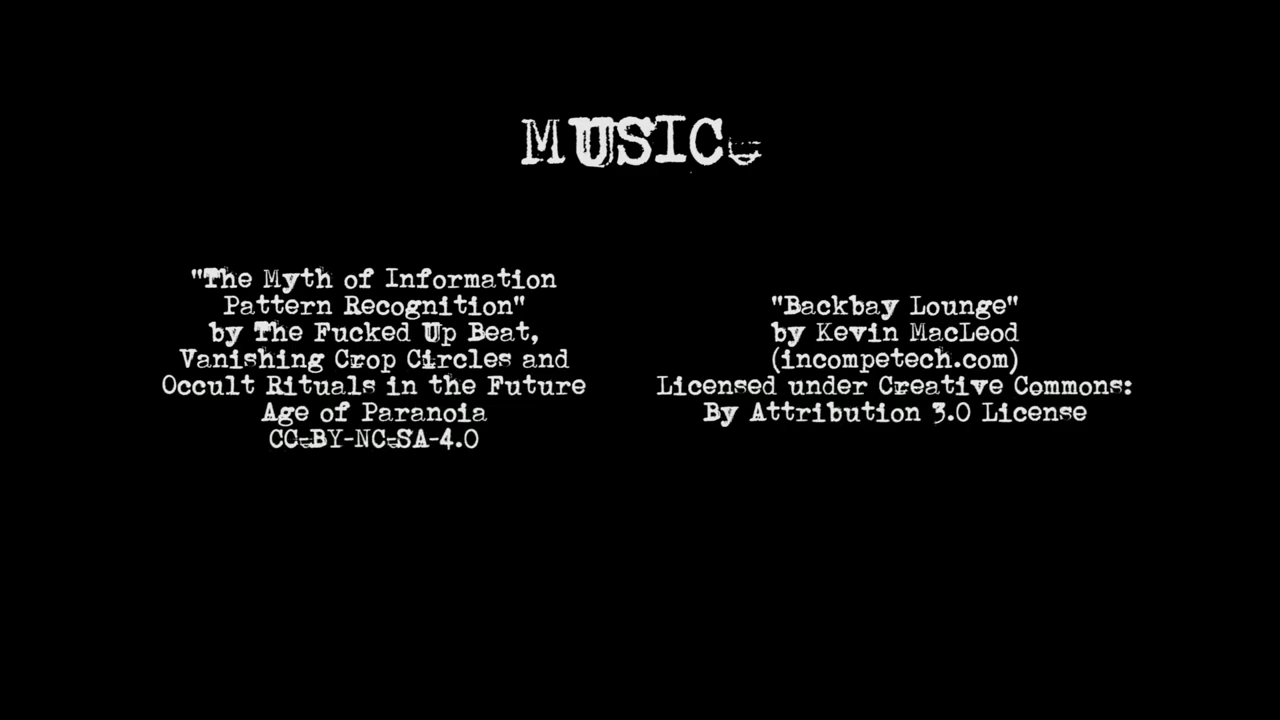 MUSIC:
"The Myth of Information
Pattern Recognition"
by The Fucked Up Beat,
Vanishing Crop Circles and
Occult Rituals in the Future
Age of Paranoia
CC-BY-NC-SA-4.0
"Backbay Lounge"
by Kevin MacLeod
(incompetech.com)
Licensed under Creative Commons:
By Attribution 3.0 License